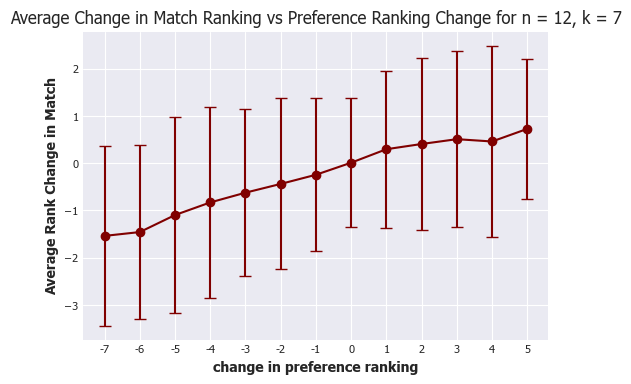 Average Change in Match Ranking vs Preference Ranking Change for n = 12, k = 7
Average Rank Change in Match
2
1
0
−1
−2
−3
-7 -6 -5 -4 -3 -2 -1 0 1 2 3 4 5
change in preference ranking